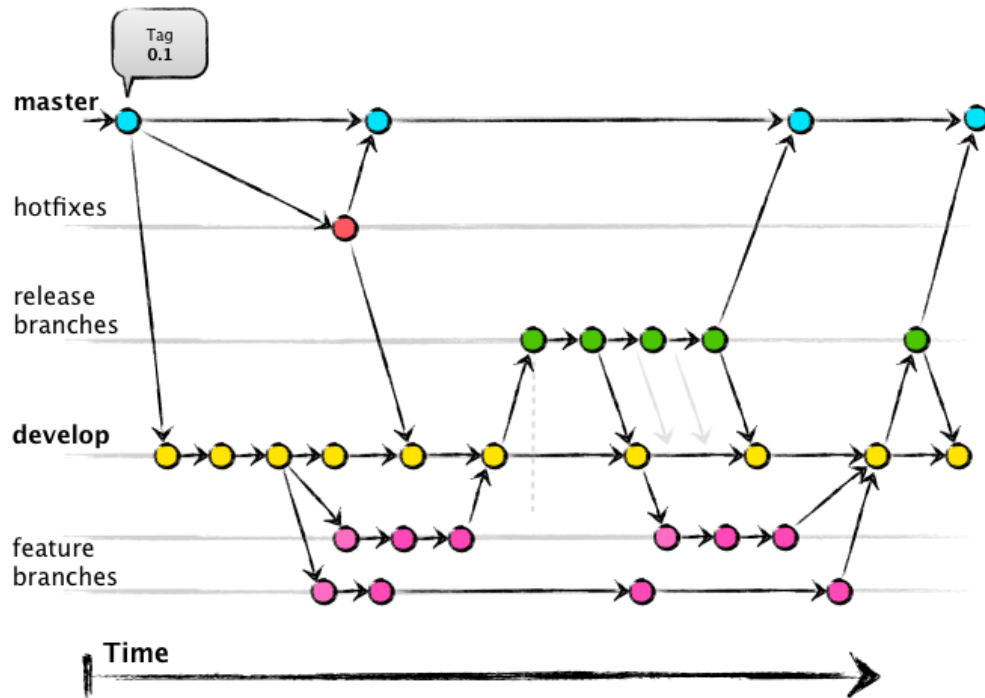 Tag
0.1
master
hotfixes
release
branches
develop
feature
branches
Time